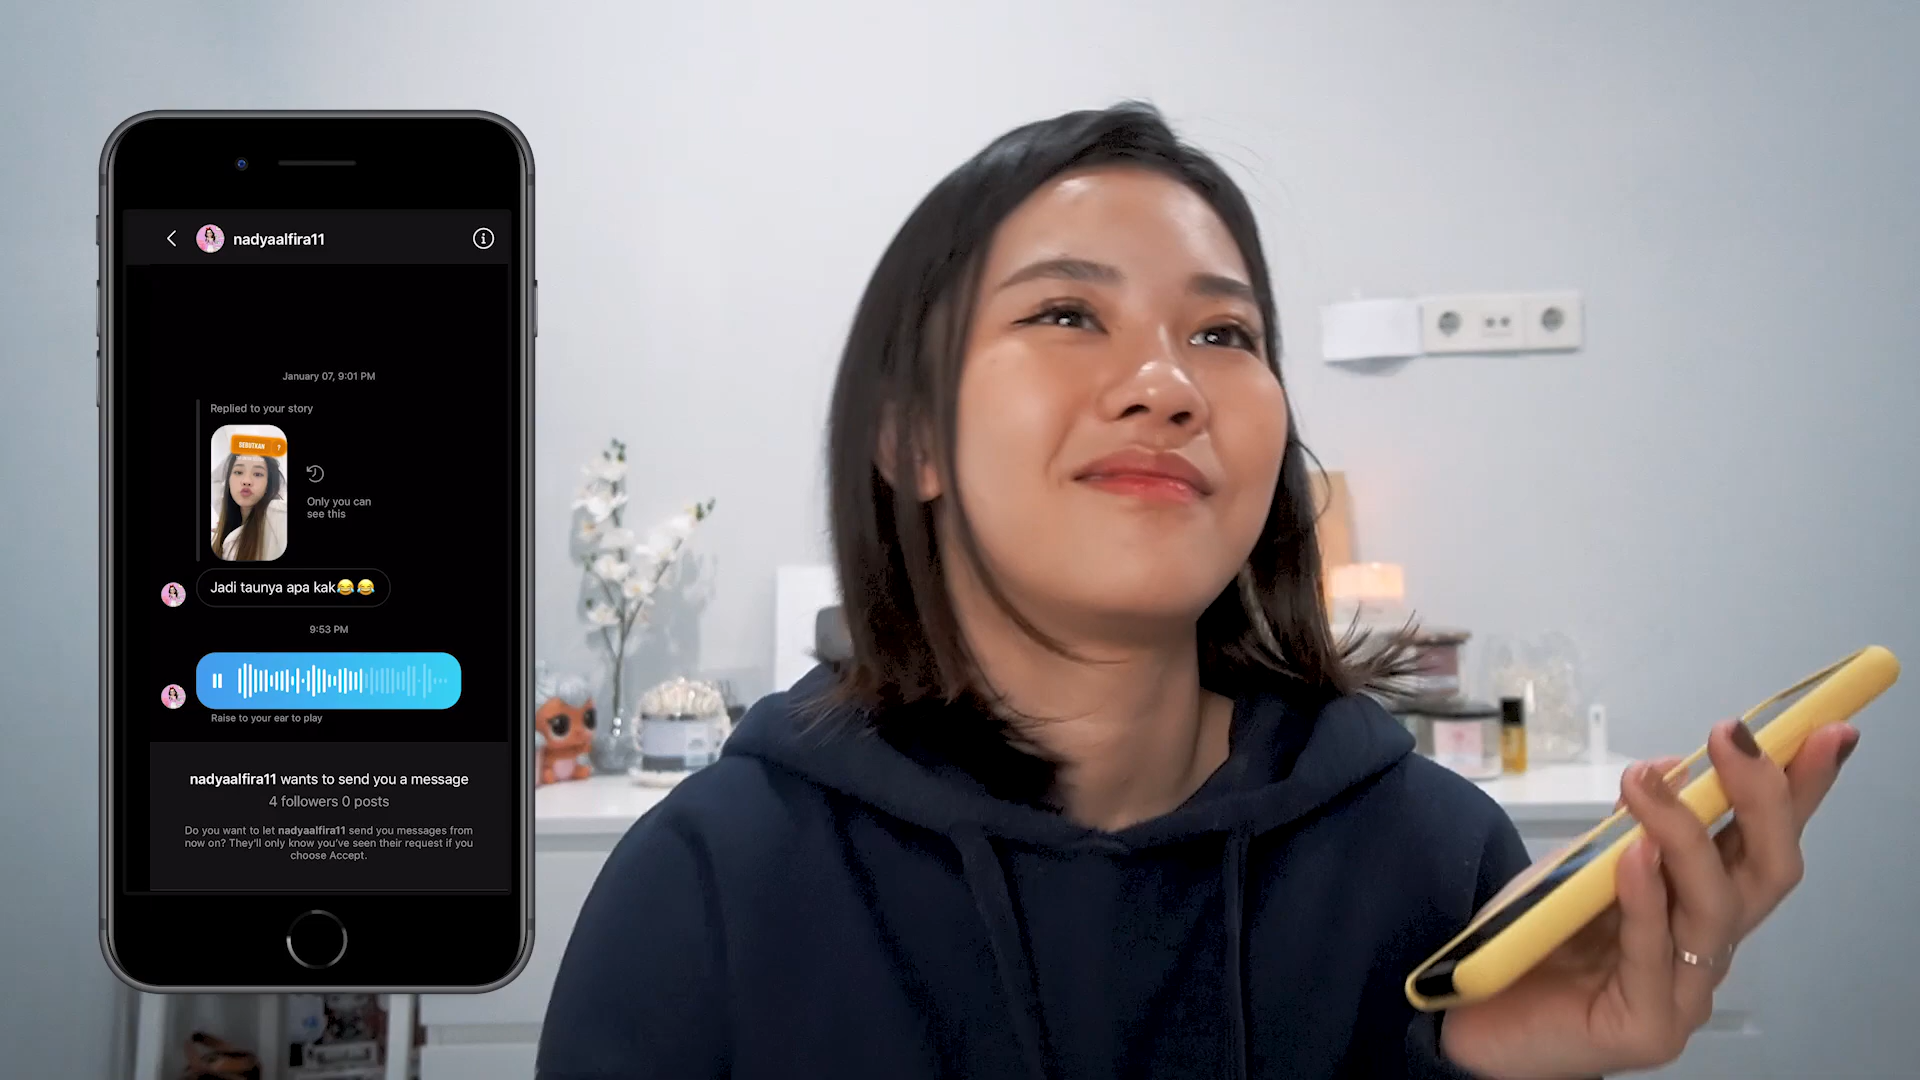 nadyaalfira11
January 07, 9:01 PM
Replied to your story
SEBUTKAN ?
Only you can
see this
Jadi taunya apa kak😂😂
9:53 PM
Raise to your ear to play
nadyaalfira11 wants to send you a message
4 followers 0 posts
Do you want to let nadyaalfira11 send you messages from
now on? They'll only know you've seen their request if you
choose Accept.